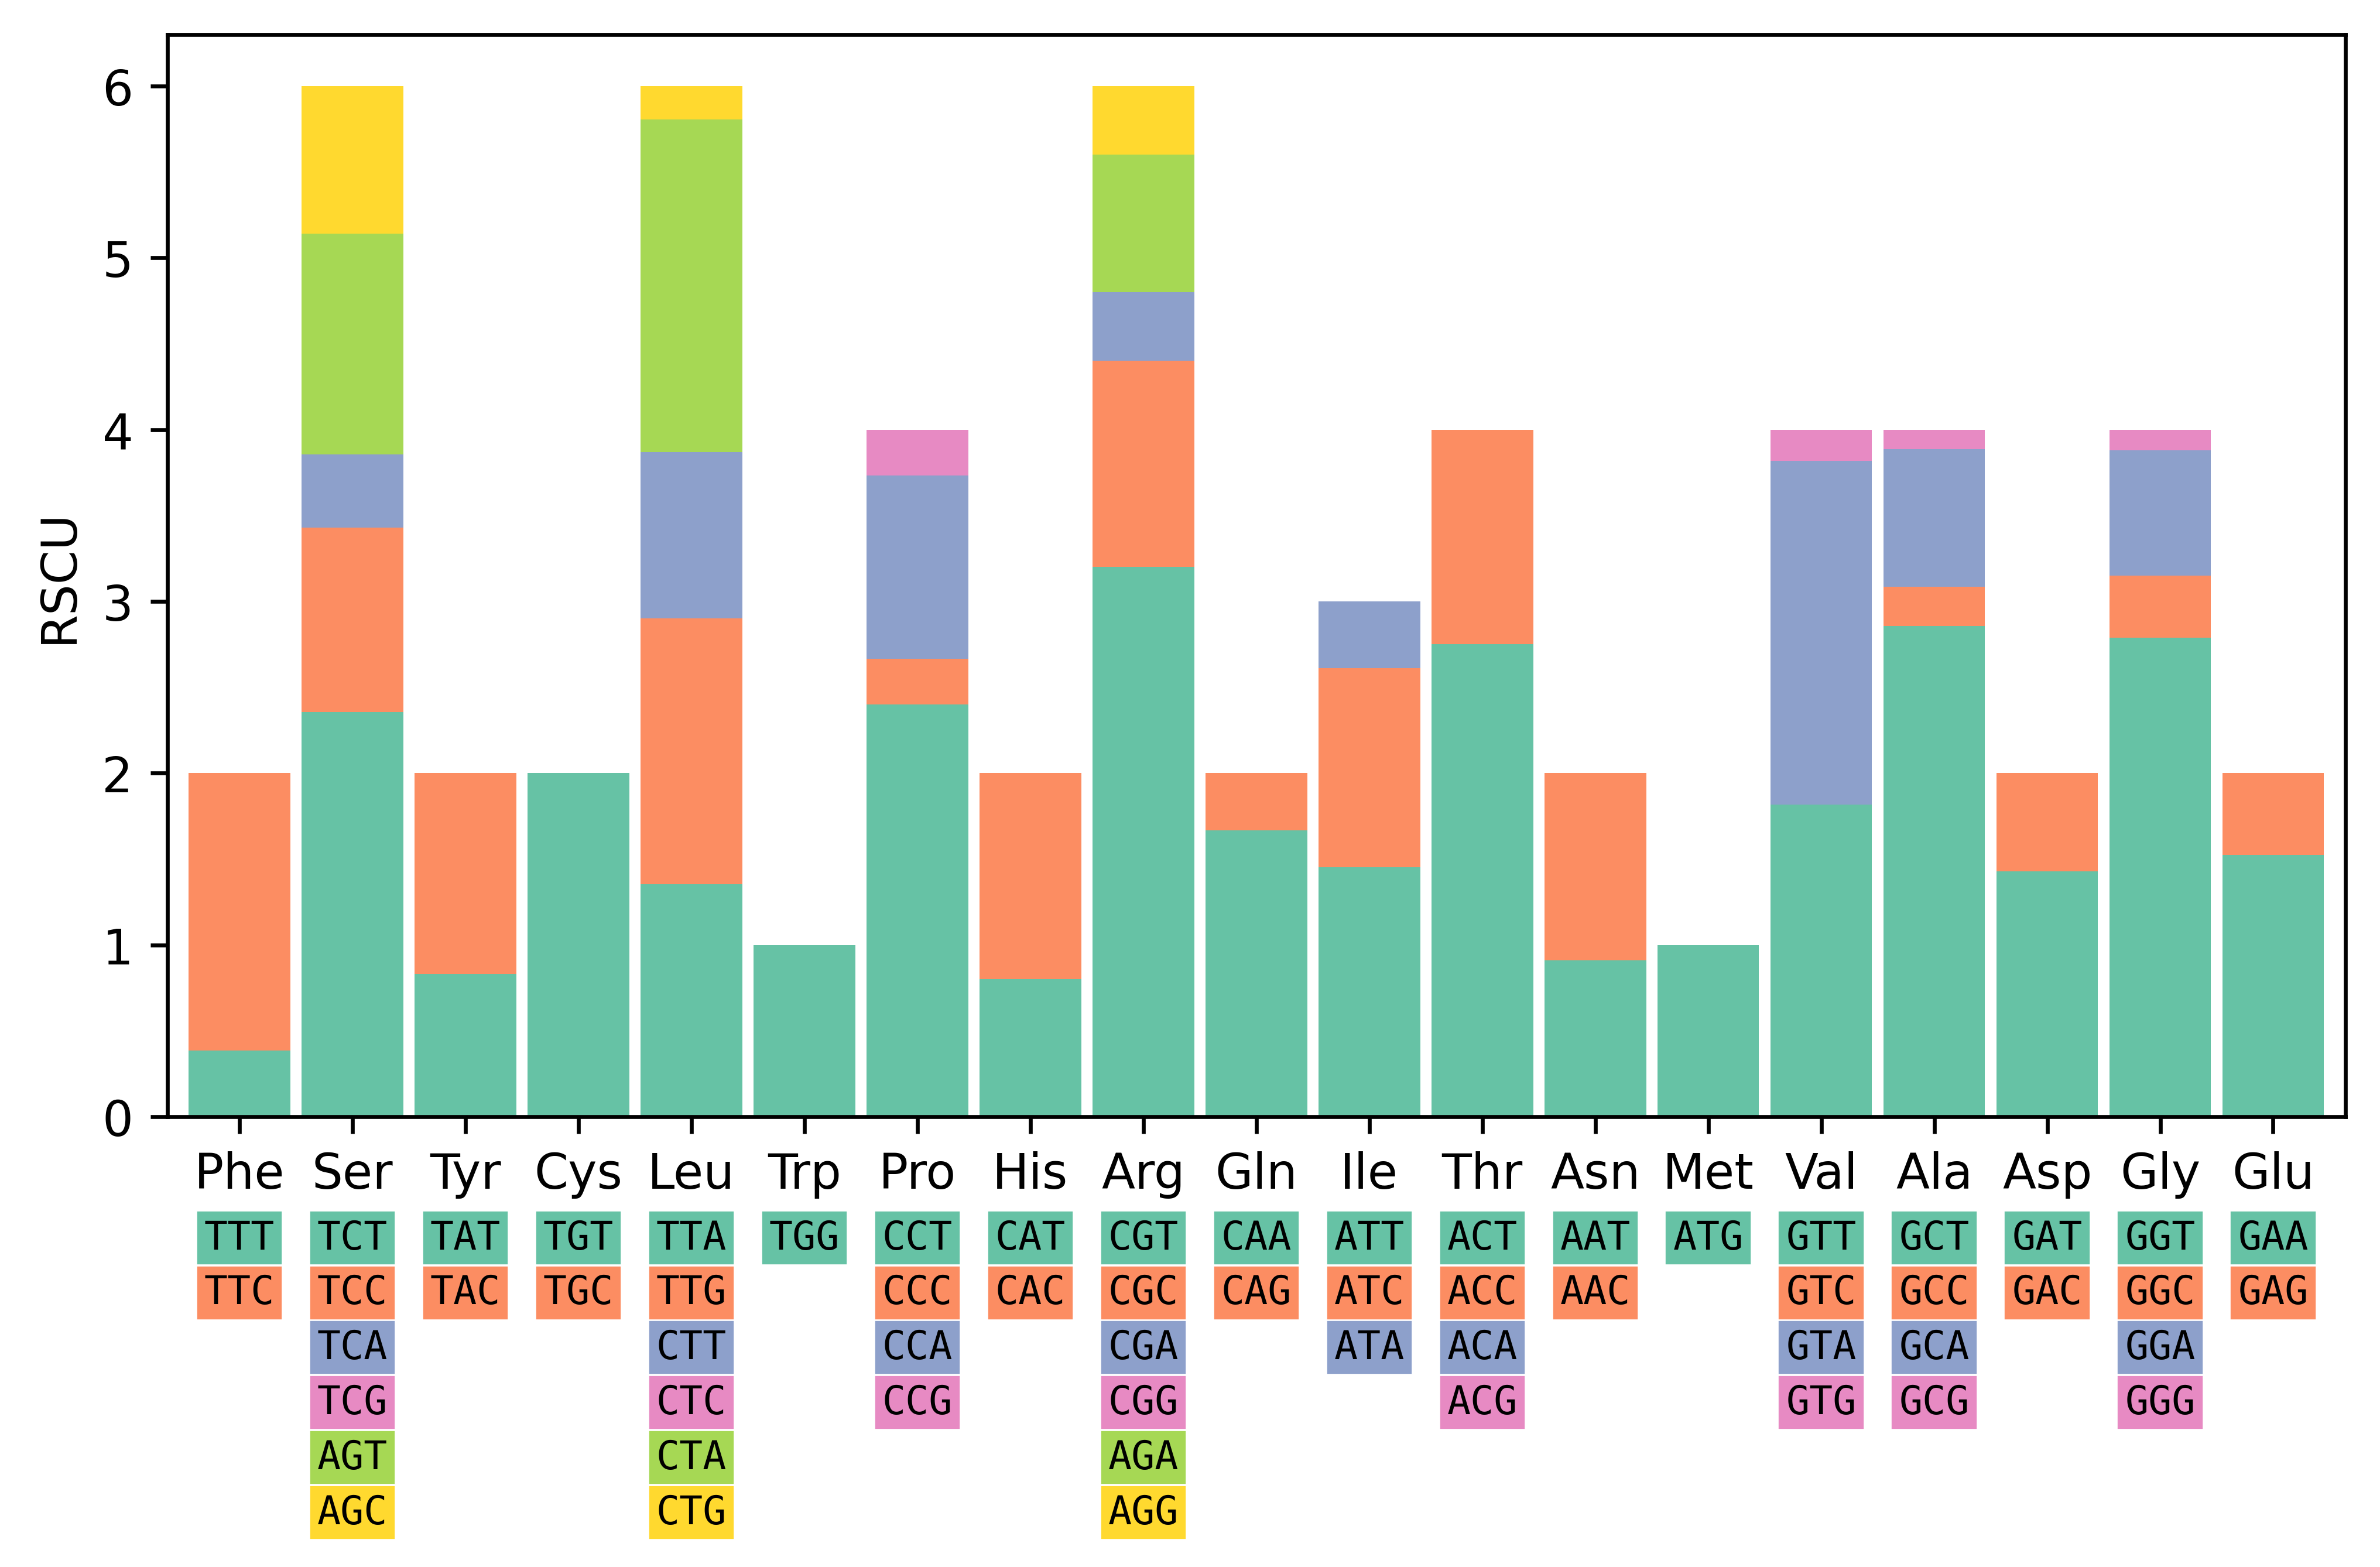 6
5
4
3
2
1
0
RSCU
Phe Ser Tyr Cys Leu Trp Pro His Arg Gln Ile Thr Asn Met Val Ala Asp Gly Glu
TTT TCT TAT TGT TTA TGG CCT CAT CGT CAA ATT ACT AAT ATG GTT GCT GAT GGT GAA
TTC TCC TAC TGC TTG CCC CAC CGC CAG ATC ACC AAC GTC GCC GAC GGC GAG
TCA CTT CCA CGA ATA ACA GTA GCA GGA
TCG CTC CCG CGG ACG GTG GCG GGG
AGT CTA AGA
AGC CTG AGG